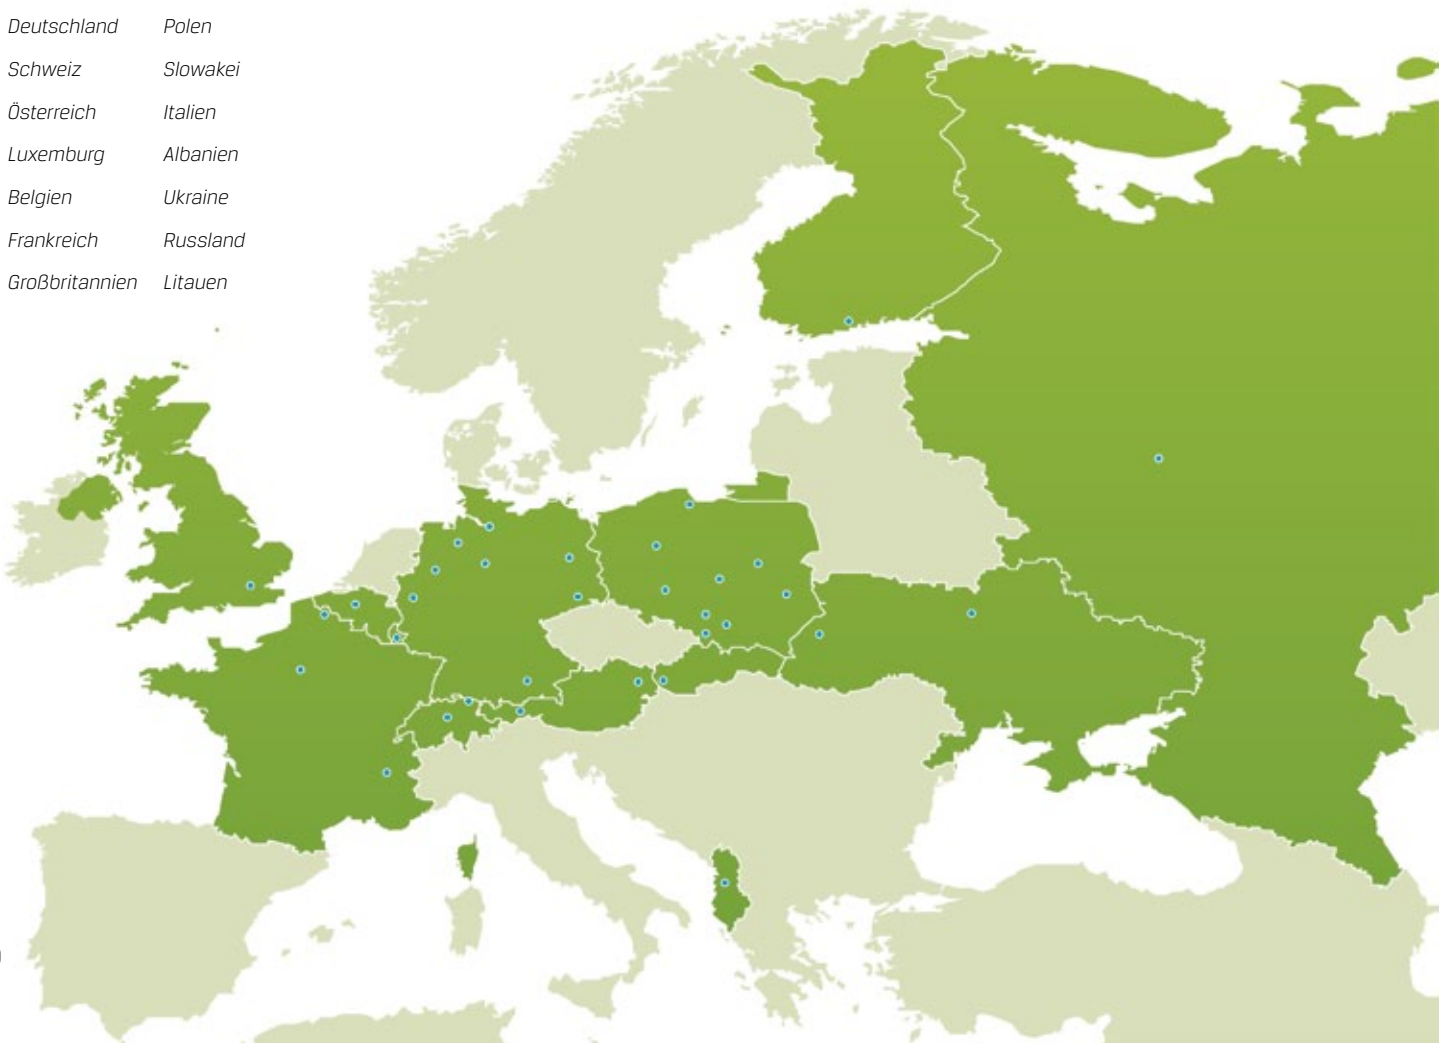 Deutschland Polen
Schweiz Slowakei
Österreich Italien
Luxemburg Albanien
Belgien Ukraine
Frankreich Russland
Großbritannien Litauen